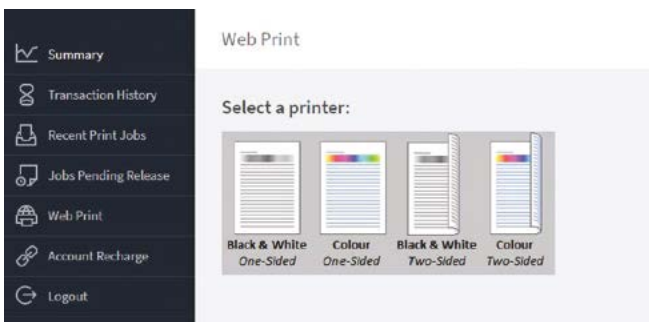 Summary
Transaction History
Recent Print Jobs
Jobs Pending Release
Web Print
Account Recharge
Logout
Web Print
Select a printer:
Black & White Colour Black & White Colour
One-Sided One-Sided Two-Sided Two-Sided